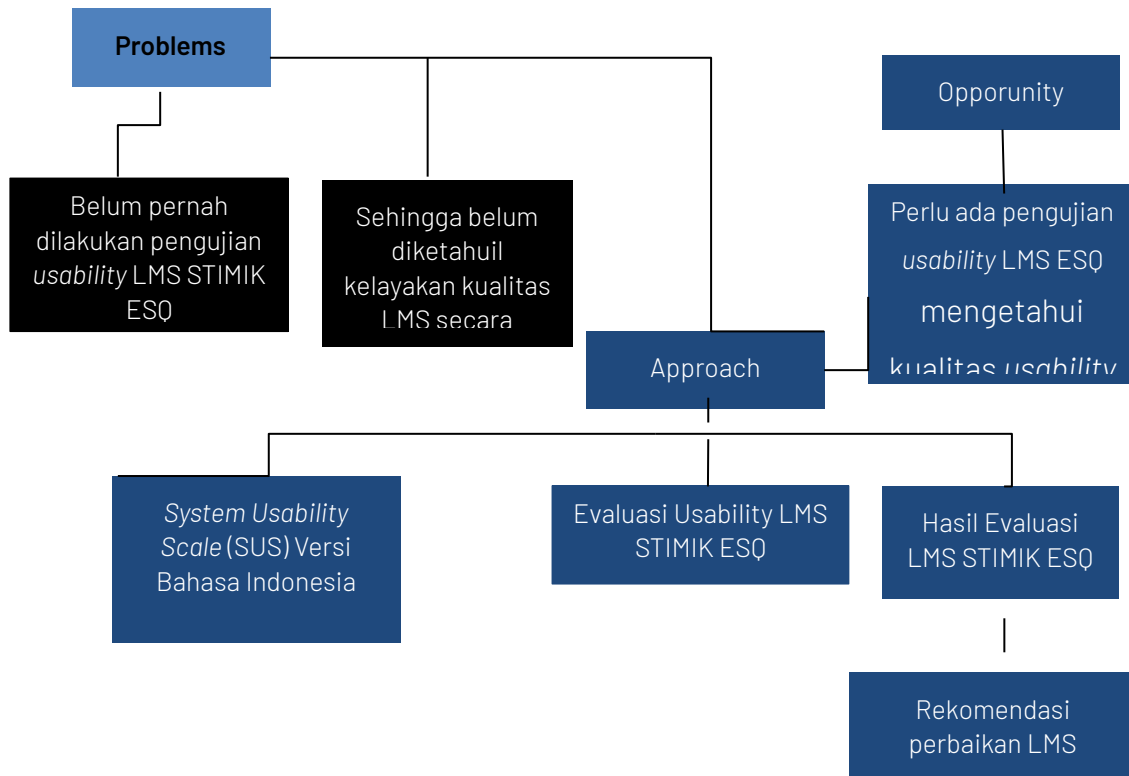 Problems
Opporunity
Belum pernah
dilakukan pengujian
usability LMS STIMIK
ESQ
Sehingga belum
diketahuil
kelayakan kualitas
LMS secara
Perlu ada pengujian
usability LMS ESQ
mengetahui
kualitas usability
Approach
System Usability
Scale (SUS) Versi
Bahasa Indonesia
Evaluasi Usability LMS
STIMIK ESQ
Hasil Evaluasi
LMS STIMIK ESQ
Rekomendasi
perbaikan LMS